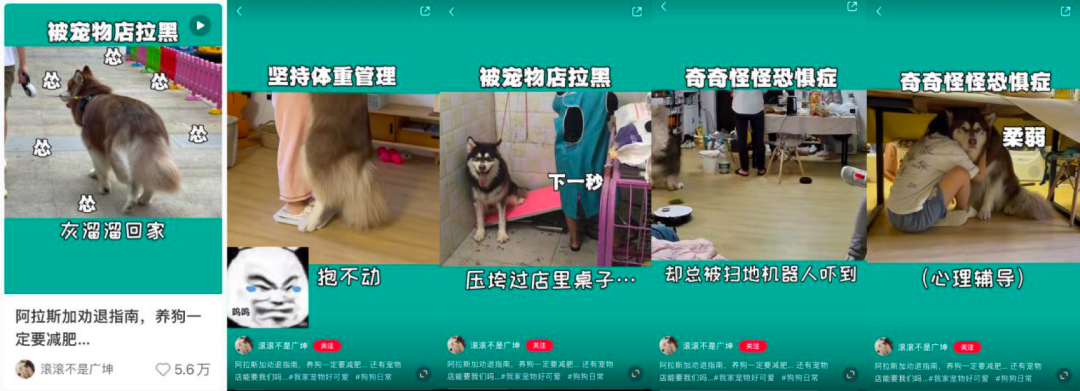 被宠物店拉黑
怂
怂
怂
怂
怂
怂
灰溜溜回家
阿拉斯加劝退指南，养狗一
定要减肥...
滚滚不是广坤
5.6万
坚持体重管理
抱不动
呜呜
滚滚不是广坤
关注
阿拉斯加劝退指南，养狗一定要减肥... 还有宠物
店能要我们吗...#我家宠物好可爱 #狗狗日常
被宠物店拉黑
下一秒
压垮过店里桌子…
滚滚不是广坤
关注
阿拉斯加劝退指南，养狗一定要减肥... 还有宠物
店能要我们吗...#我家宠物好可爱 #狗狗日常
奇奇怪怪恐惧症
却总被扫地机器人吓到
滚滚不是广坤
关注
阿拉斯加劝退指南，养狗一定要减肥... 还有宠物
店能要我们吗...#我家宠物好可爱 #狗狗日常
奇奇怪怪恐惧症
柔弱
（心理辅导）
滚滚不是广坤
关注
阿拉斯加劝退指南，养狗一定要减肥... 还有宠物
店能要我们吗...#我家宠物好可爱 #狗狗日常